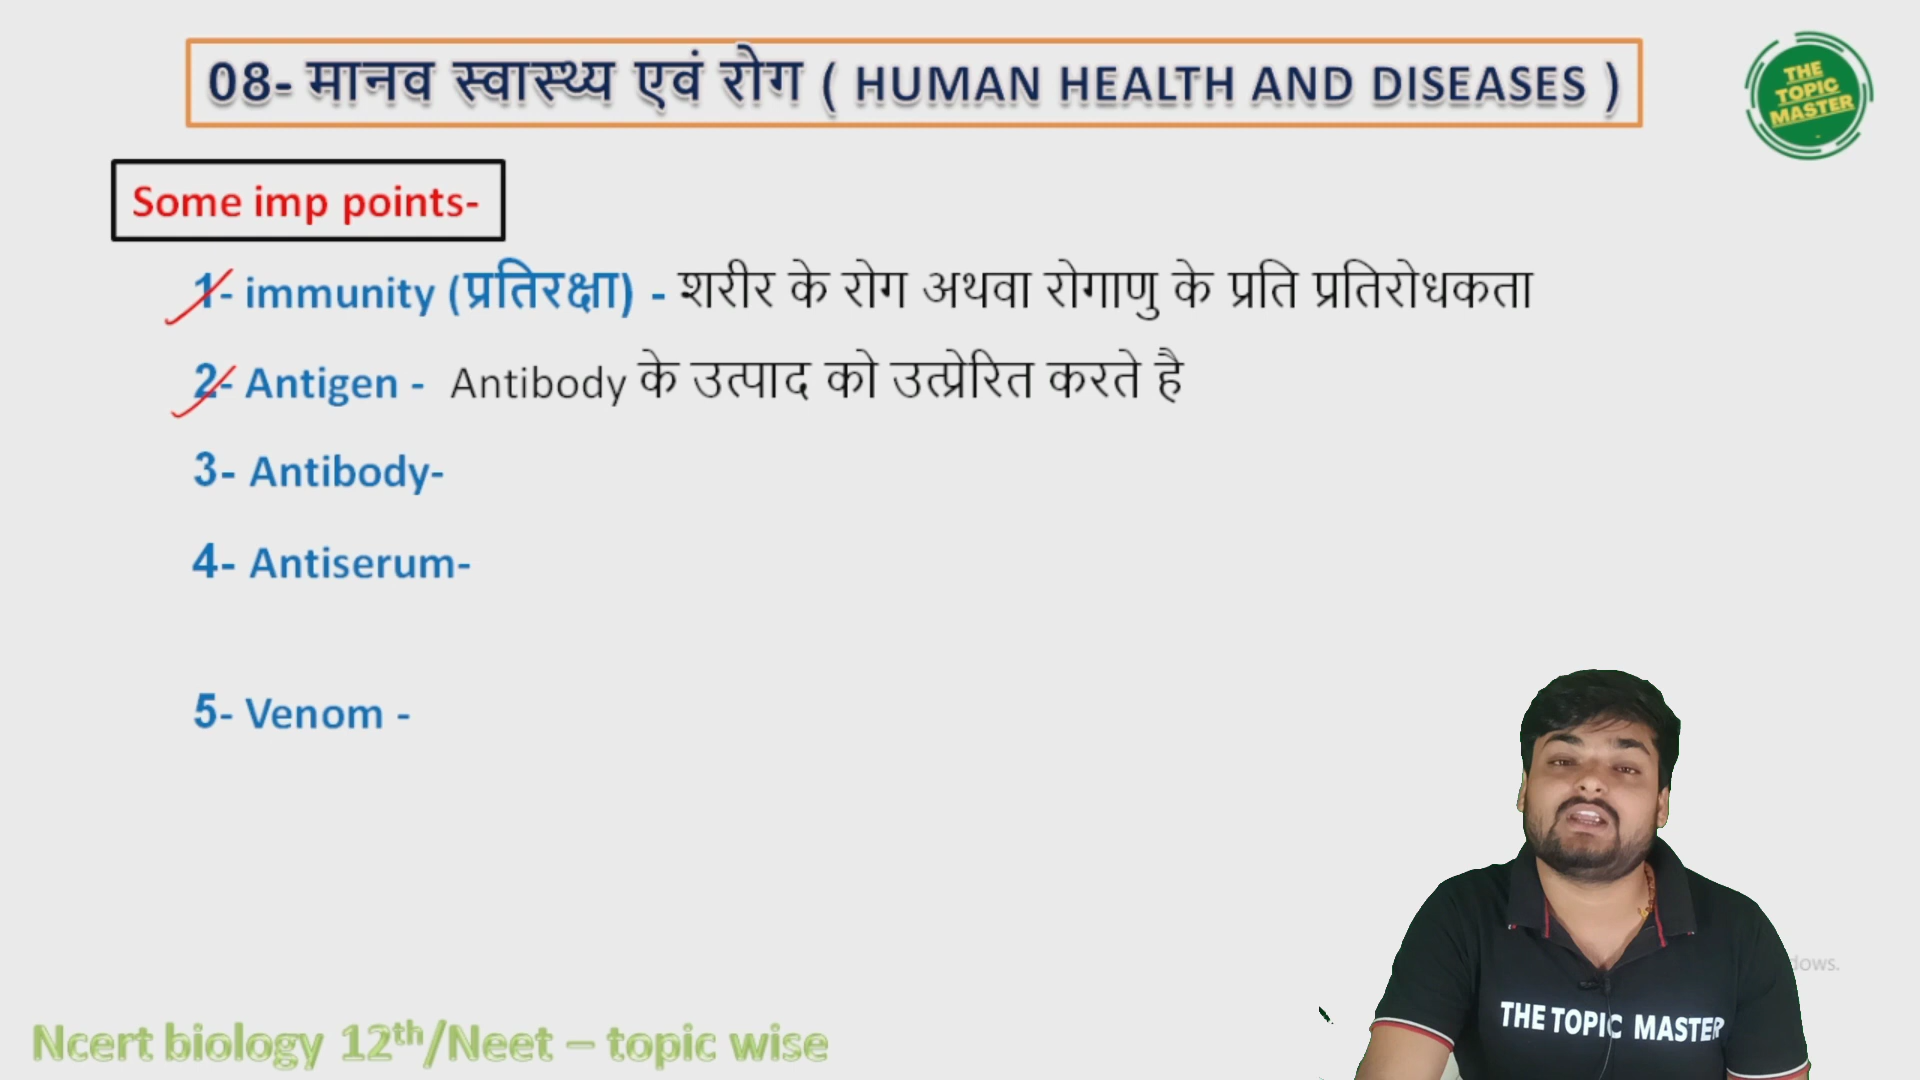 08- मानव स्वास्थ्य एवं रोग ( HUMAN HEALTH AND DISEASES )
THE
TOPIC
MASTER
Some imp points-
1- immunity (प्रतिरक्षा) - शरीर के रोग अथवा रोगाणु के प्रति प्रतिरोधकता
2- Antigen - Antibody के उत्पाद को उत्प्रेरित करते है
3- Antibody-
4- Antiserum-
5- Venom -
THE TOPIC MASTER
Ncert biology 12th/Neet – topic wise